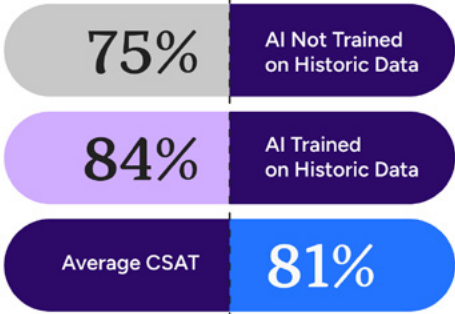 75%
AI Not Trained
on Historic Data
84%
AI Trained
on Historic Data
Average CSAT
81%